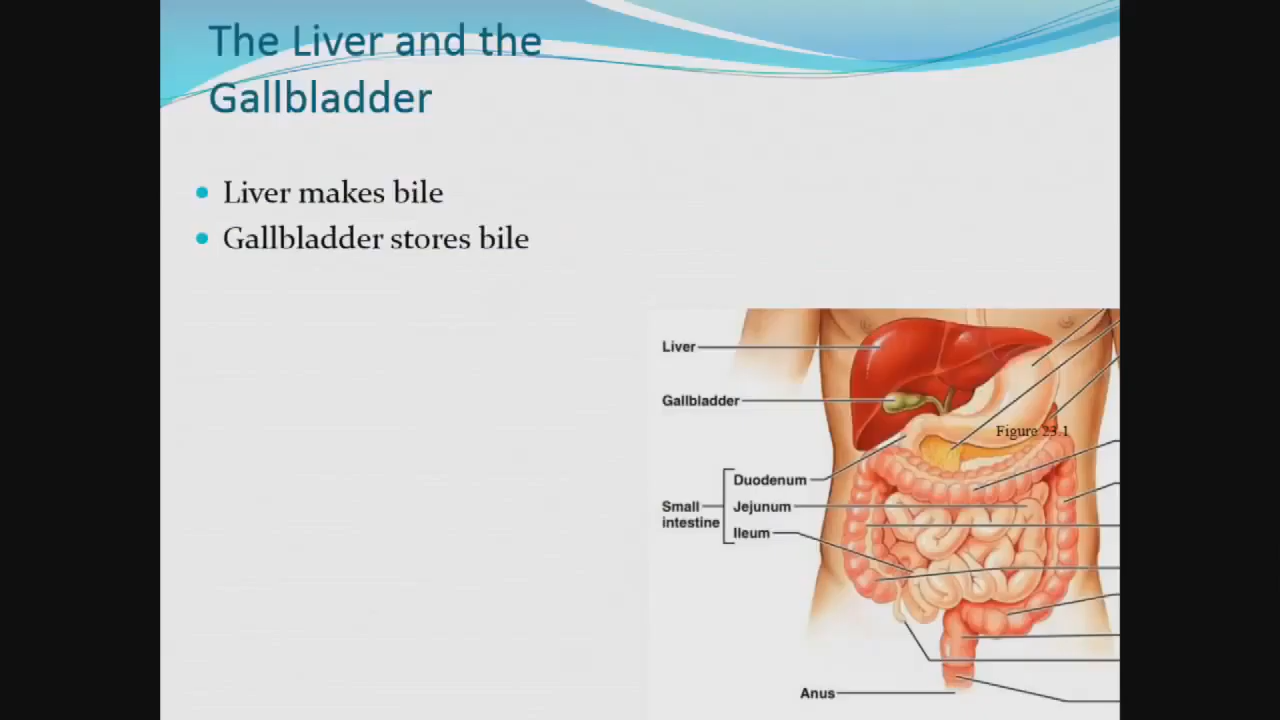 The Liver and the
Gallbladder
Liver makes bile
Gallbladder stores bile
Liver
Gallbladder
Figure 23.1
Duodenum
Small
intestine
Jejunum
Ileum
Anus